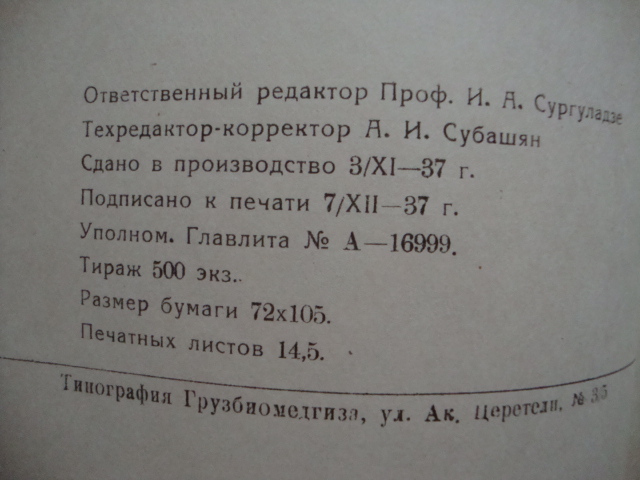 Ответственный редактор Проф. И. А. Сургуладзе
Техредактор-корректор А. И. Субашян
Сдано в производство 3/XI—37 г.
Подписано к печати 7/XII—37 г.
Уполном. Главлита № А—16999.
Тираж 500 экз..
Размер бумаги 72х105.
Печатных листов 14,5.
Типография Грузбиомедгиза, ул. Ак. Церетели, № 35